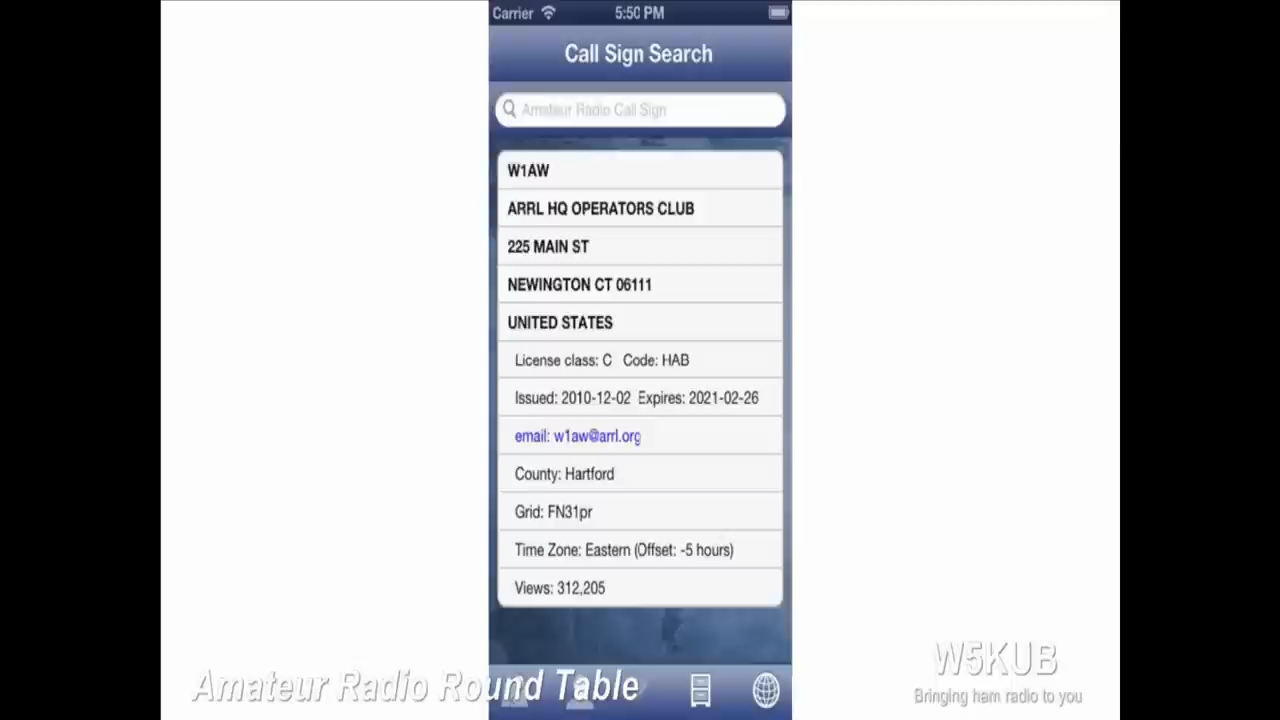 Carrier 5:50 PM
Call Sign Search
Amateur Radio Call Sign
W1AW
ARRL HQ OPERATORS CLUB
225 MAIN ST
NEWINGTON CT 06111
UNITED STATES
License class: C Code: HAB
Issued: 2010-12-02 Expires: 2021-02-26
email: w1aw@arrl.org
County: Hartford
Grid: FN31pr
Time Zone: Eastern (Offset: -5 hours)
Views: 312,205
Amateur Radio Round Table
W5KUB
Bringing ham radio to you